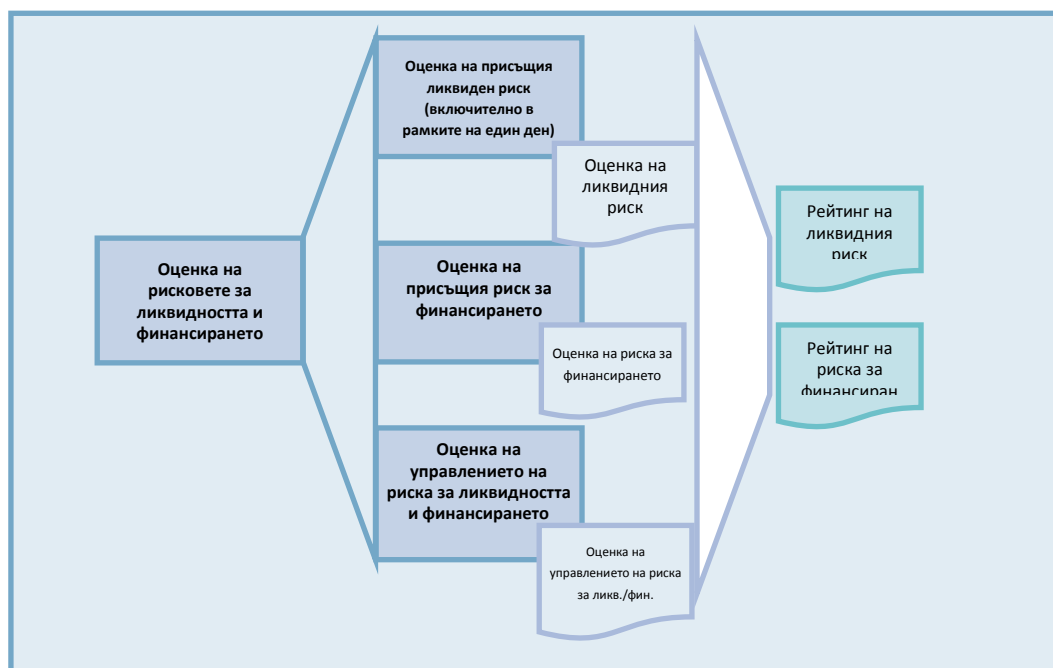 Оценка на
рисковете за
ликвидността и
финансирането
Оценка на присъщия
ликвиден риск
(включително в
рамките на един ден)
Оценка на
ликвидния
риск
Оценка на
присъщия риск за
финансирането
Оценка на риска за
финансирането
Оценка на
управлението на
риска за ликвидността
и финансирането
Оценка на
управлението на риска
за ликв./фин.
Рейтинг на
ликвидния
риск
Рейтинг на
риска за
финансиран